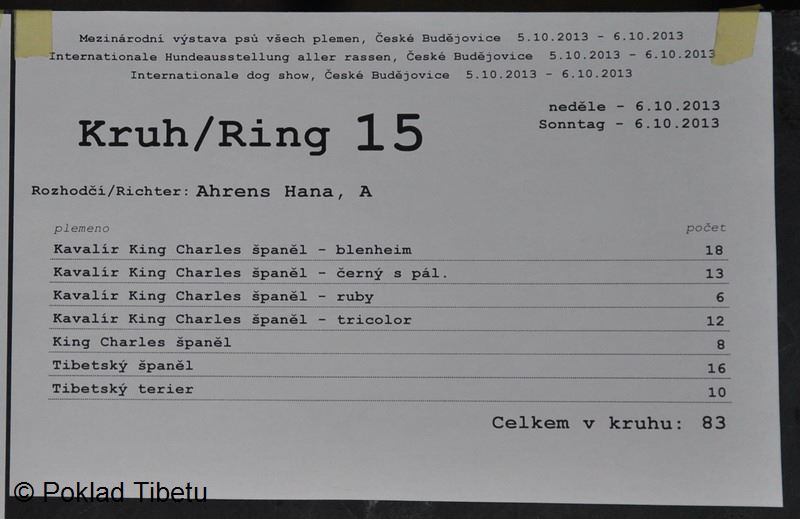 Mezinárodní výstava psů všech plemen, České Budějovice 5.10.2013 - 6.10.2013
Internationale Hundeausstellung aller rassen, České Budějovice 5.10.2013 - 6.10.2013
Internationale dog show, České Budějovice 5.10.2013 - 6.10.2013
neděle - 6.10.2013
Sonntag - 6.10.2013
Kruh/Ring 15
Rozhodčí/Richter: Ahrens Hana, A
plemeno počet
Kavalír King Charles španěl - blenheim 18
Kavalír King Charles španěl - černý s pál. 13
Kavalír King Charles španěl - ruby 6
Kavalír King Charles španěl - tricolor 12
King Charles španěl 8
Tibetský španěl 16
Tibetský terier 10
Celkem v kruhu: 83
© Poklad Tibetu